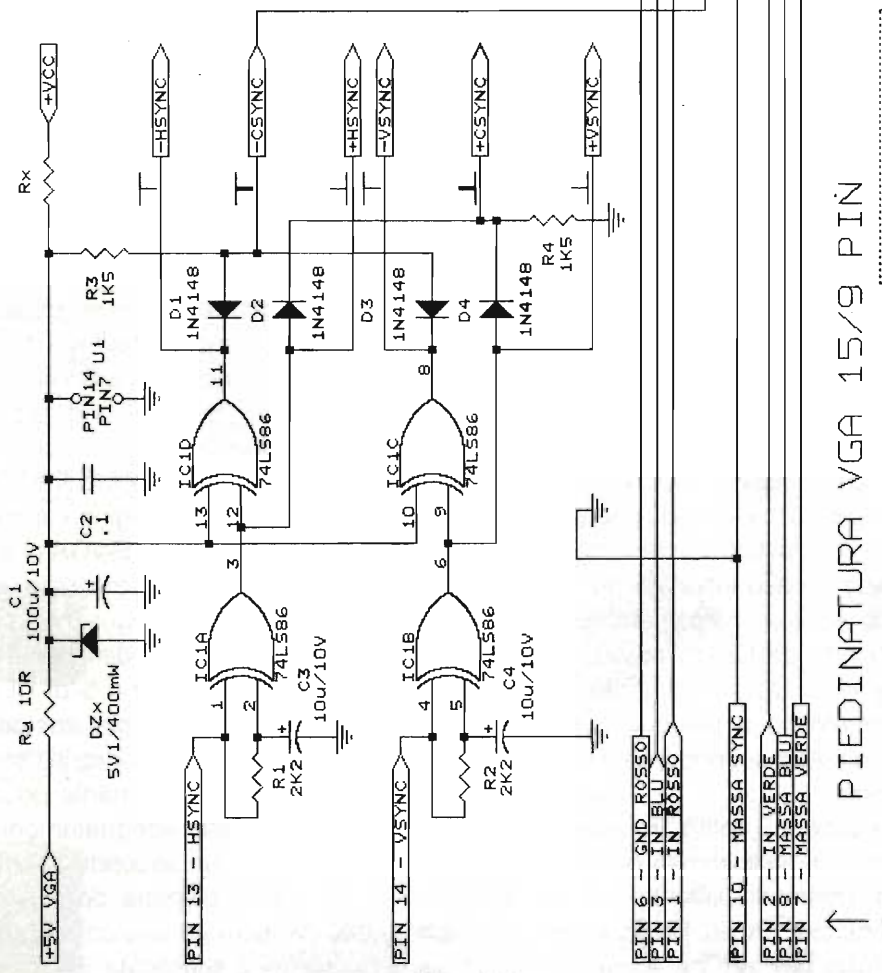 +5V VGA
Ry 10R
C1
100u/10V
DZx
5V1/400mW
C2
.1
PIN14
PIN7
U1
R3
1K5
Rx
+VCC
PIN 13 - HSYNC
1
2
R1
2K2
C3
10u/10V
IC1A
74LS86
3
13
12
IC1D
74LS86
11
D1
1N4148
D2
1N4148
-HSYNC
-CSYNC
+HSYNC
-VSYNC
+CSYNC
+VSYNC
PIN 14 - VSYNC
4
5
R2
2K2
C4
10u/10V
IC1B
74LS86
6
10
9
IC1C
74LS86
8
D3
1N4148
D4
1N4148
R4
1K5
PIN 6 - GND ROSSO
PIN 3 - IN BLU
PIN 1 - IN ROSSO
PIN 10 - MASSA SYNC
PIN 2 - IN VERDE
PIN 8 - MASSA BLU
PIN 7 - MASSA VERDE
PIEDINATURA VGA 15/9 PIN